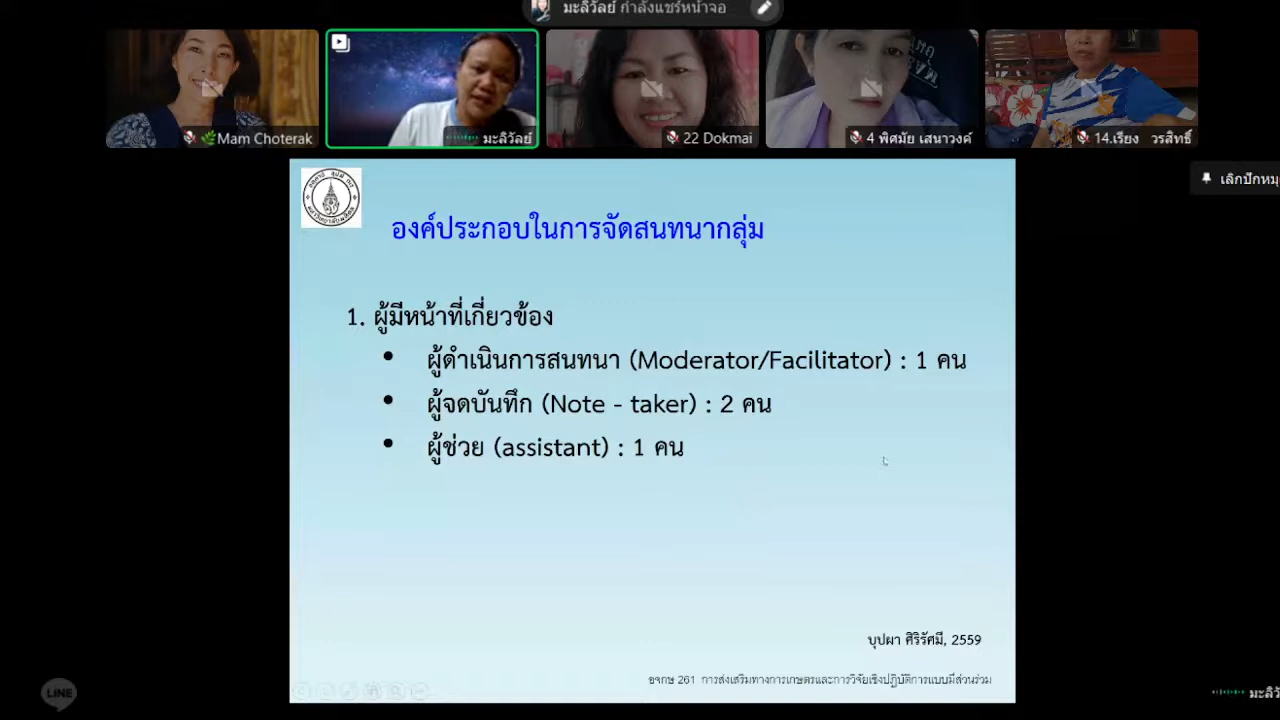 มะลิวัลย์ กำลังแชร์หน้าจอ
🌿Mam Choterak
มะลิวัลย์
22 Dokmai
4 พิศมัย เสนาวงค์
14.เรียง วรสิทธิ์
เลิกปักหมุ
องค์ประกอบในการจัดสนทนากลุ่ม
1. ผู้มีหน้าที่เกี่ยวข้อง
• ผู้ดำเนินการสนทนา (Moderator/Facilitator) : 1 คน
• ผู้จดบันทึก (Note - taker) : 2 คน
• ผู้ช่วย (assistant) : 1 คน
บุปผา ศิริรัศมี, 2559
อจกษ 261 การส่งเสริมทางการเกษตรและการวิจัยเชิงปฏิบัติการแบบมีส่วนร่วม
LINE
มะลิวั